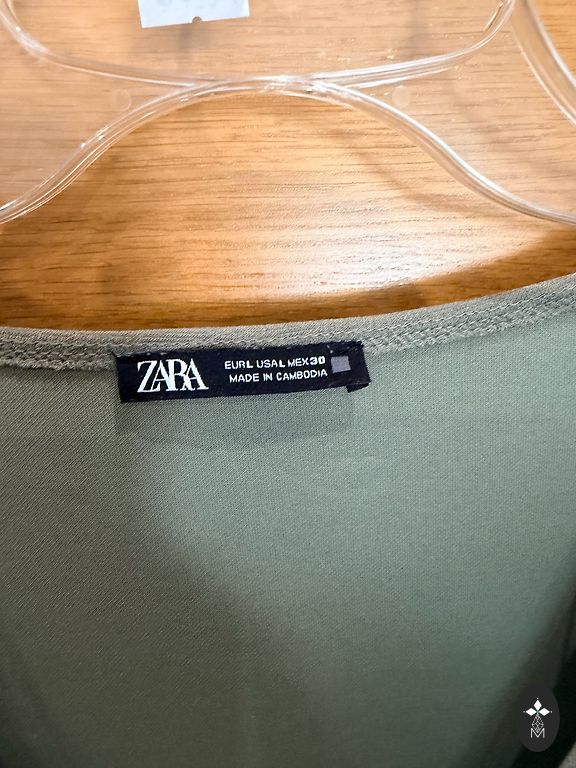 ZARA
EUR L USA L MEX 30
MADE IN CAMBODIA
M